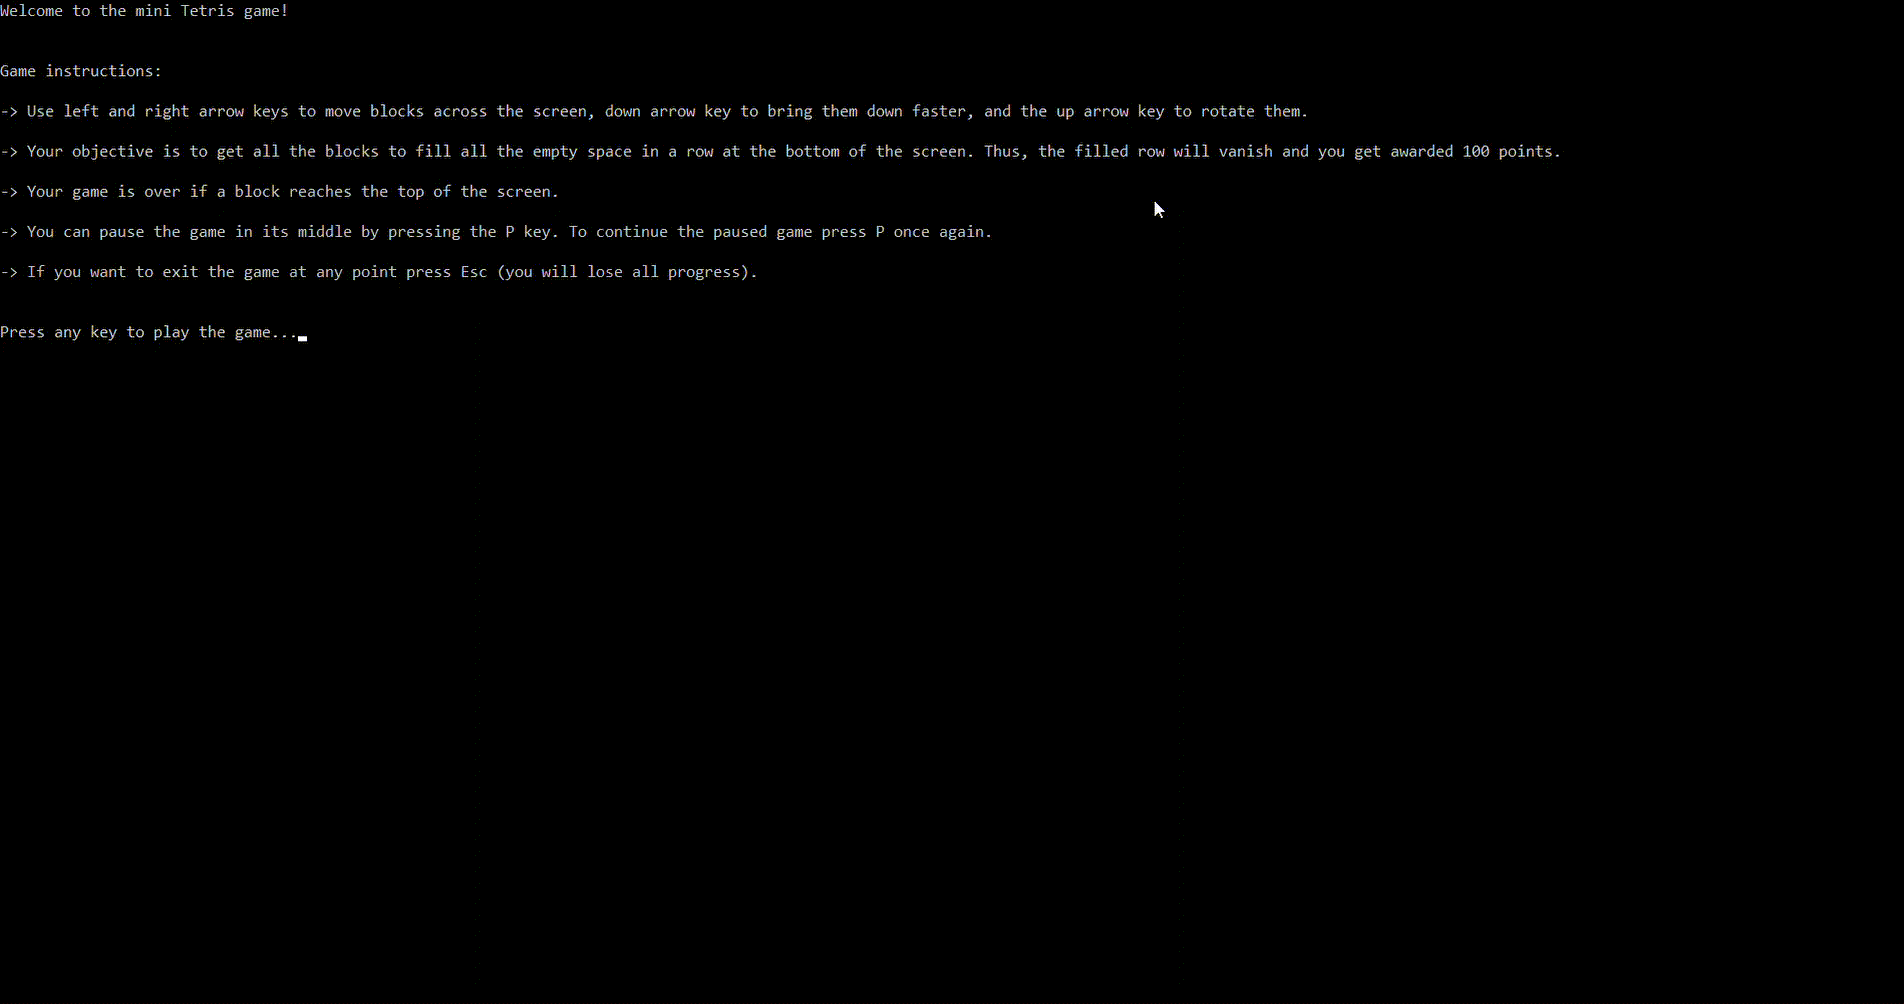 Welcome to the mini Tetris game!
Game instructions:
-> Use left and right arrow keys to move blocks across the screen, down arrow key to bring them down faster, and the up arrow key to rotate them.
-> Your objective is to get all the blocks to fill all the empty space in a row at the bottom of the screen. Thus, the filled row will vanish and you get awarded 100 points.
-> Your game is over if a block reaches the top of the screen.
-> You can pause the game in its middle by pressing the P key. To continue the paused game press P once again.
-> If you want to exit the game at any point press Esc (you will lose all progress).
Press any key to play the game...